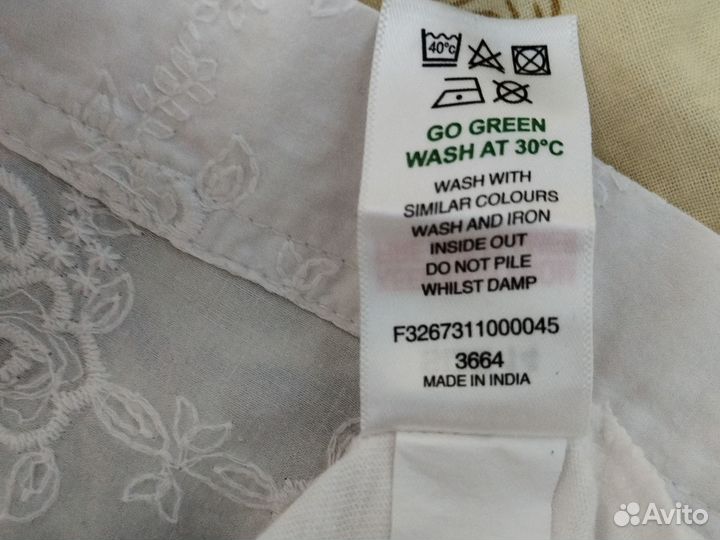 40°c
GO GREEN
WASH AT 30°C
WASH WITH
SIMILAR COLOURS
WASH AND IRON
INSIDE OUT
DO NOT PILE
WHILST DAMP
F3267311000045
3664
MADE IN INDIA
Avito